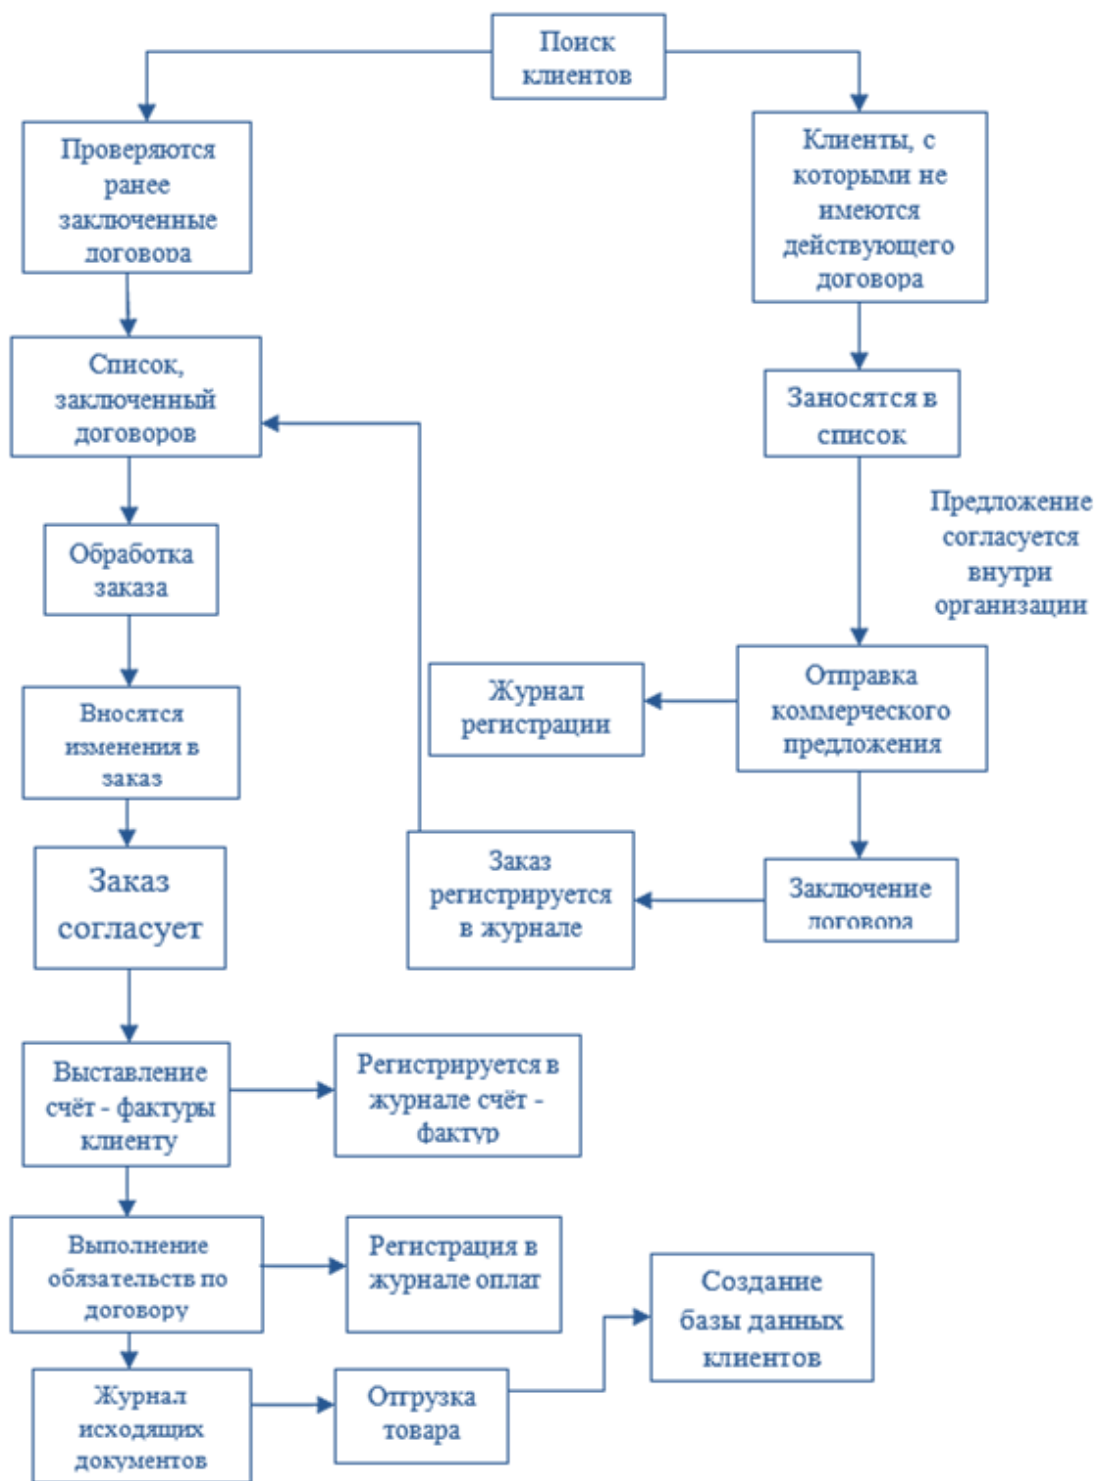 Поиск
клиентов
Проверяются
ранее
заключенные
договора
Клиенты, с
которыми не
имеются
действующего
договора
Список,
заключенный
договоров
Заносятся в
список
Предложение
согласуется
внутри
организации
Обработка
заказа
Отправка
коммерческого
предложения
Журнал
регистрации
Вносятся
изменения в
заказ
Заказ
согласует
Заказ
регистрируется
в журнале
Заключение
договора
Выставление
счёт - фактуры
клиенту
Регистрируется в
журнале счёт -
фактур
Выполнение
обязательств по
договору
Регистрация в
журнале оплат
Создание
базы данных
клиентов
Журнал
исходящих
документов
Отгрузка
товара